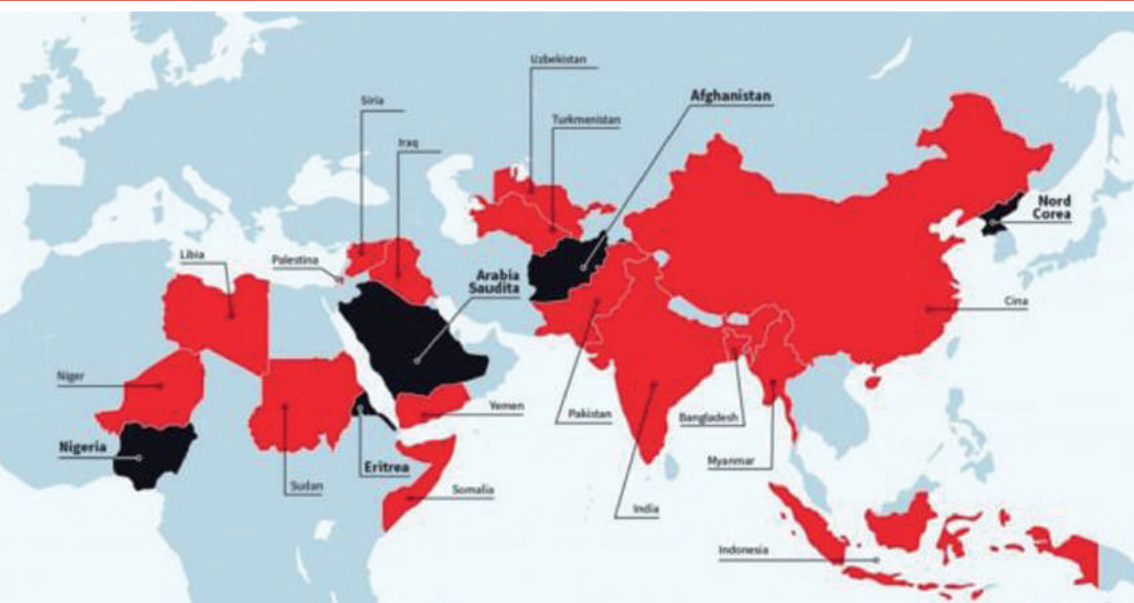 Uzbekistan
Afghanistan
Siria
Turkmenistan
Iraq
Nord
Corea
Libia
Palestina
Arabia
Saudita
Cina
Niger
Yemen
Pakistan
Bangladesh
Nigeria
Myanmar
Eritrea
Sudan
Somalia
India
Indonesia